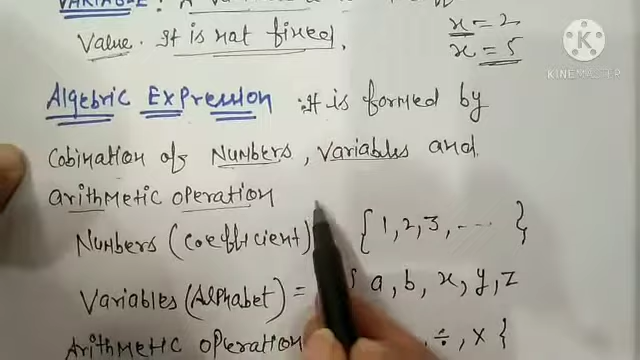 VARIABLE :
Value. It is not fixed.
x = 2
x = 5
KINEMASTER
Algebric Expression : It is formed by
Cobination of Numbers, Variables and
arithmetic operation
Numbers (Coefficient) { 1, 2, 3, ---- }
Variables (Alphabet) = { a, b, x, y, z
Arithmetic operation , ÷, × {